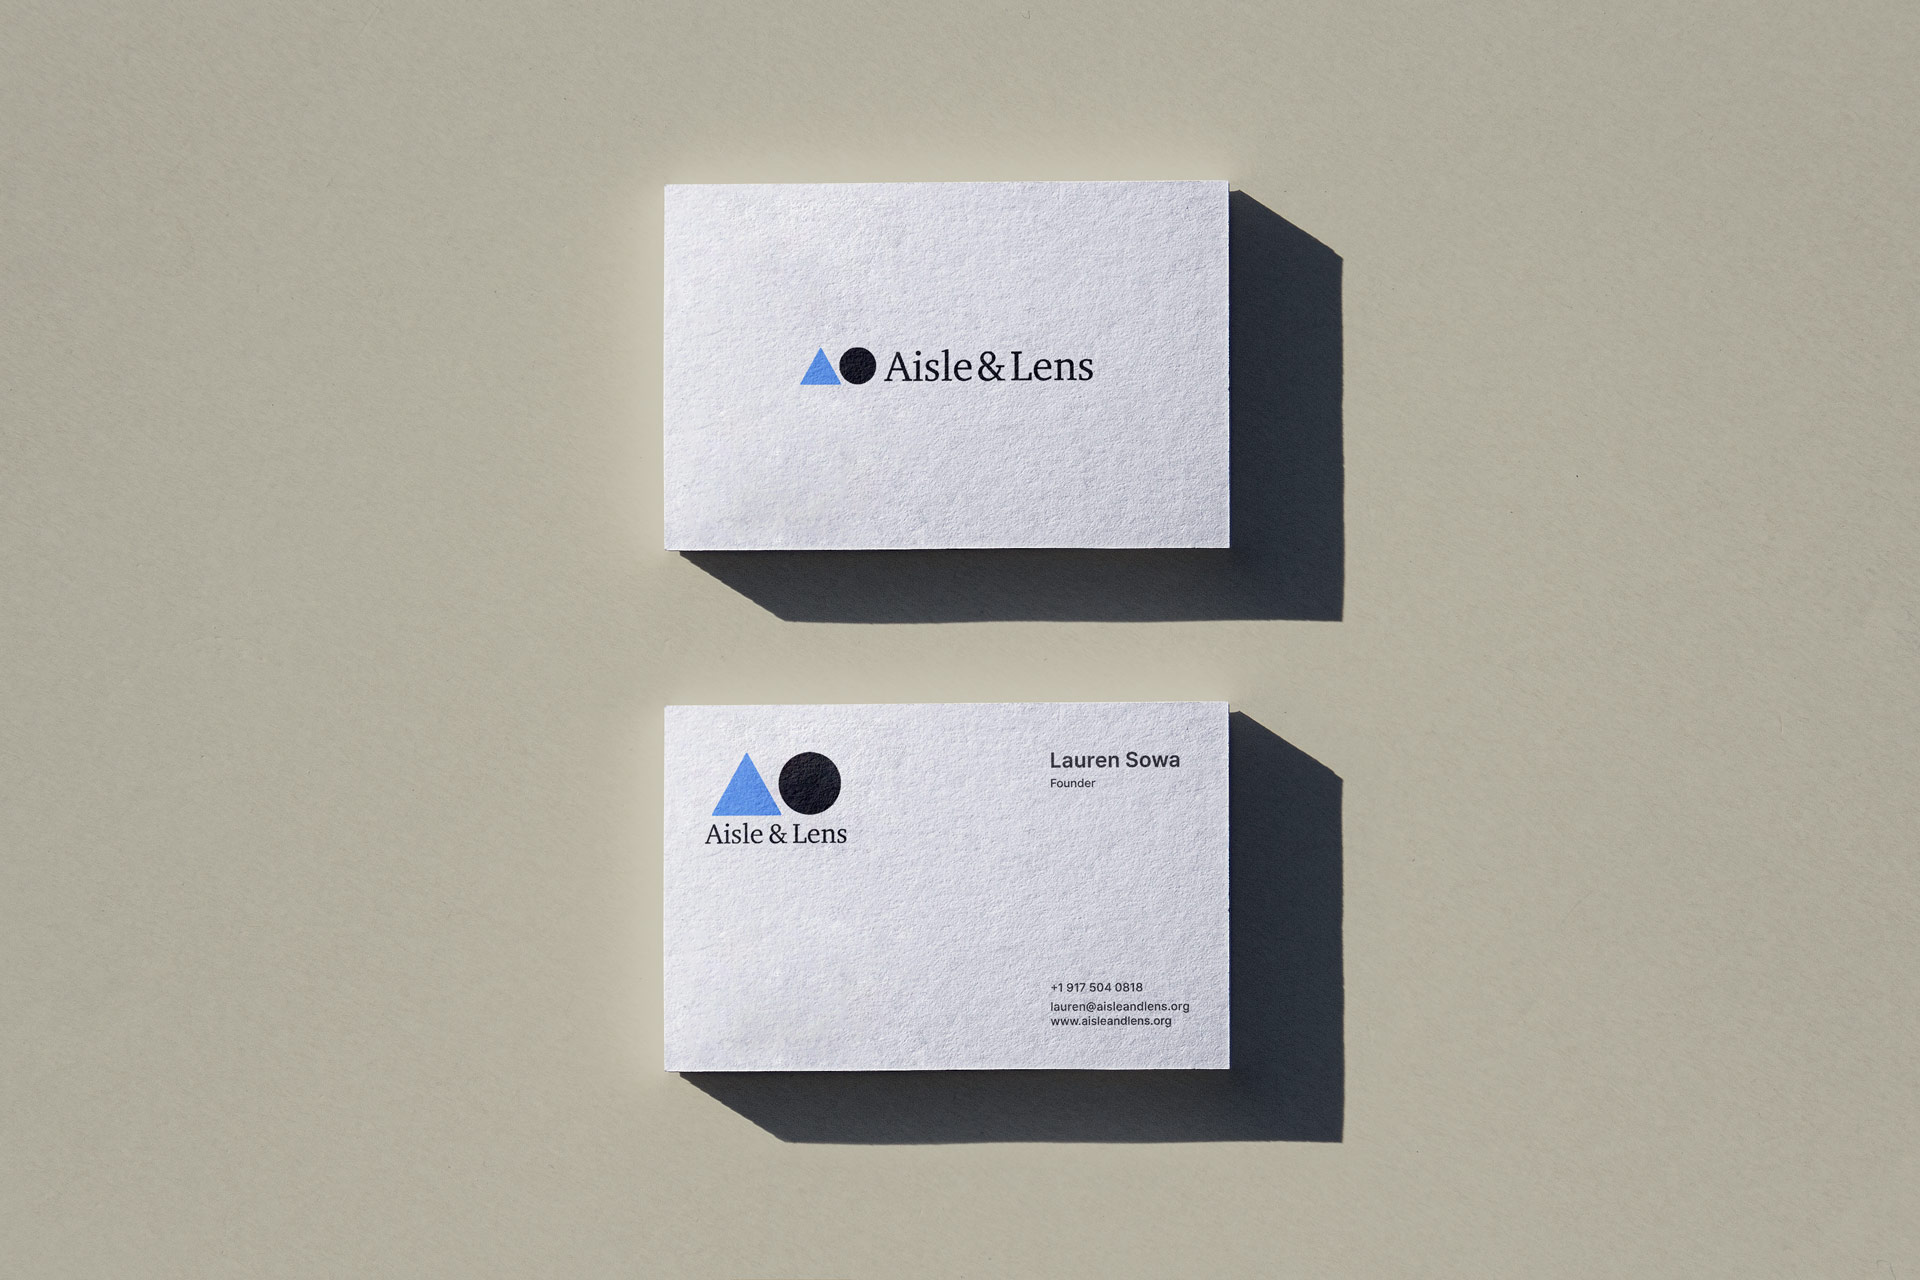 Aisle & Lens
Aisle & Lens
Lauren Sowa
Founder
+1 917 504 0818
lauren@aisleandlens.org
www.aisleandlens.org